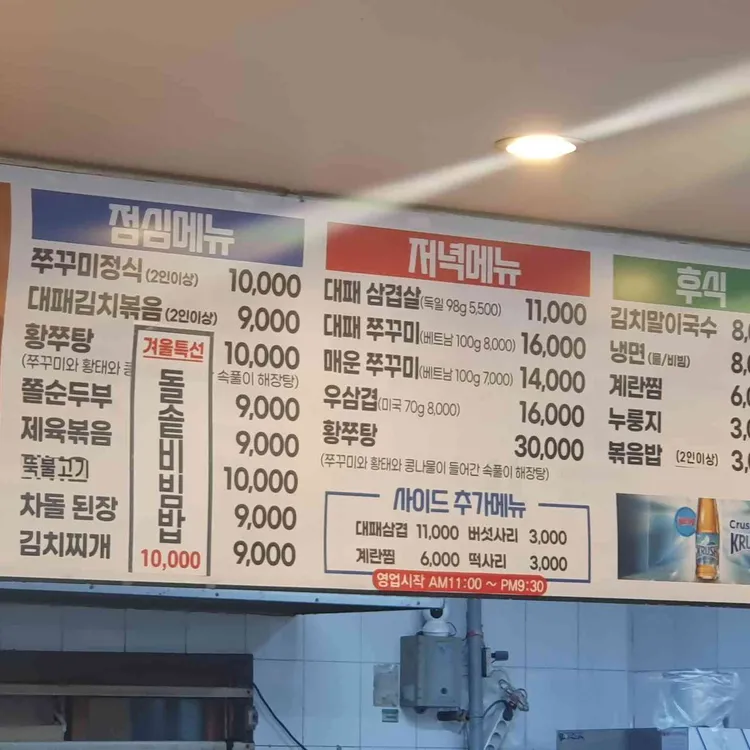 점심메뉴
쭈꾸미정식 (2인이상) 10,000
대패김치볶음 (2인이상) 9,000
황쭈탕 10,000
(쭈꾸미와 황태와 속풀이 해장탕)
쫄순두부 9,000
제육볶음 9,000
뚝불고기 10,000
차돌 된장 9,000
김치찌개 9,000
겨울특선
돌솥비빔밥
10,000
저녁메뉴
대패 삼겹살(독일 98g 5,500) 11,000
대패 쭈꾸미(베트남 100g 8,000) 16,000
매운 쭈꾸미(베트남 100g 7,000) 14,000
우삼겹(미국 70g 8,000) 16,000
황쭈탕 30,000
(쭈꾸미와 황태와 콩나물이 들어간 속풀이 해장탕)
사이드 추가메뉴
대패삼겹 11,000 버섯사리 3,000
계란찜 6,000 떡사리 3,000
영업시작 AM11:00 ~ PM9:30
후식
김치말이국수 8,
냉면 (물/비빔) 8,
계란찜 6,
누룽지 3,
볶음밥 (2인이상) 3,